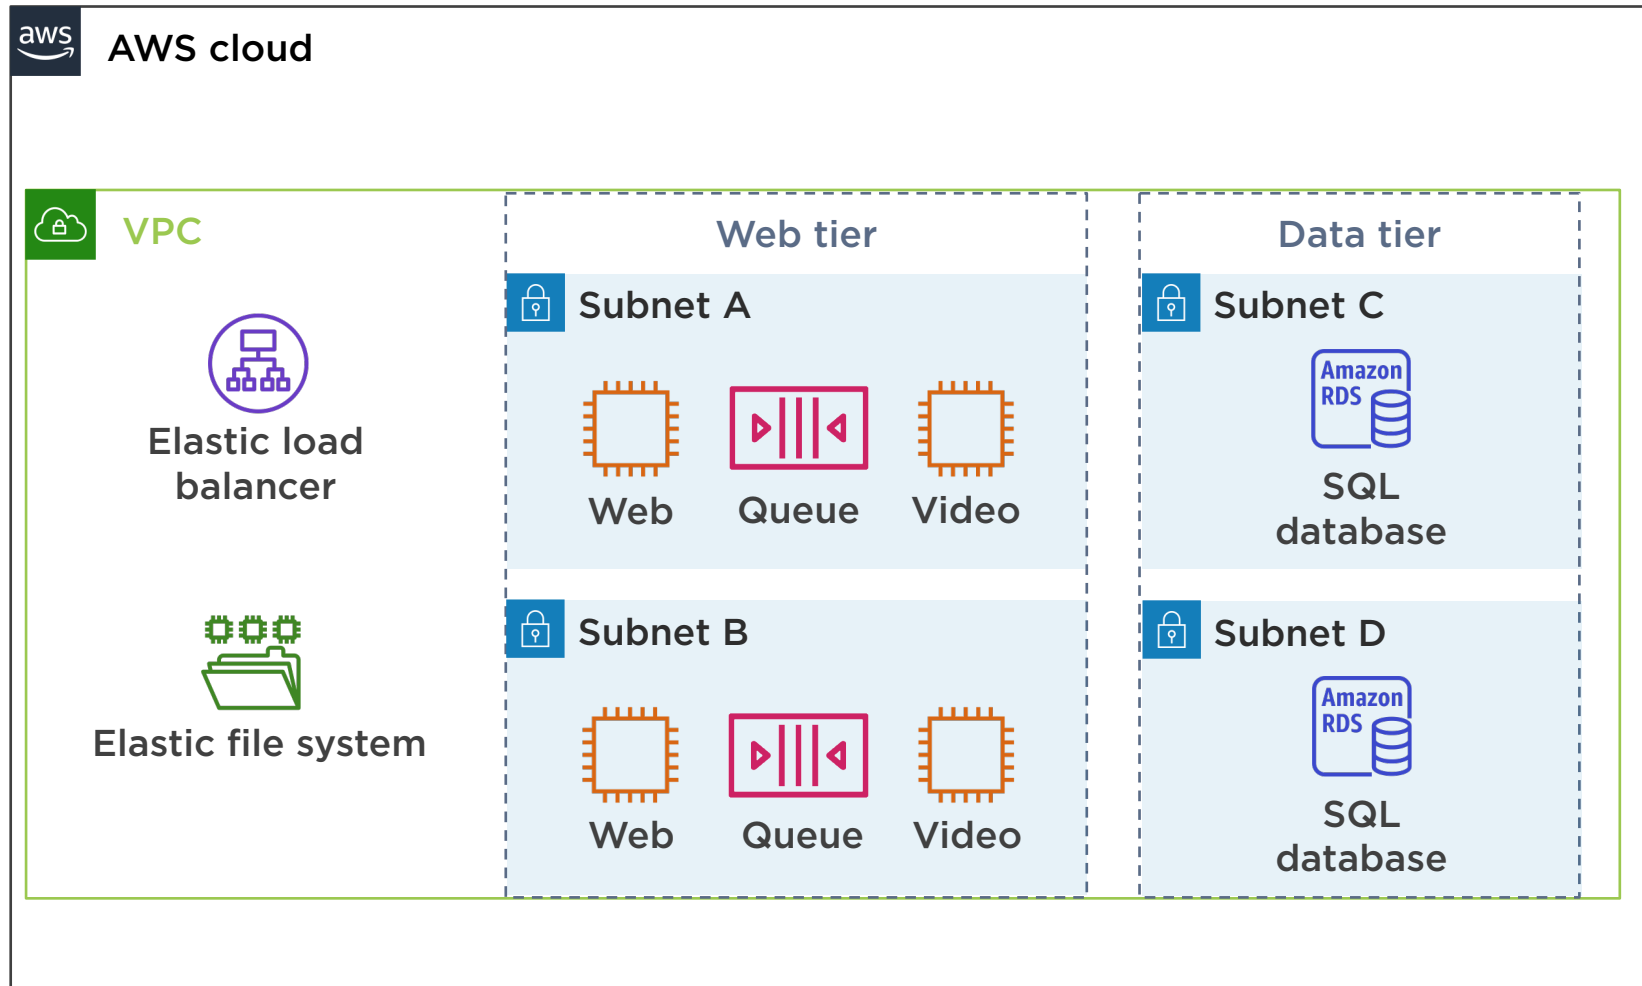 aws
AWS cloud
VPC
Web tier
Data tier
Subnet A
Subnet C
Elastic load
balancer
Web
Queue
Video
Amazon
RDS
SQL
database
Subnet B
Subnet D
Elastic file system
Web
Queue
Video
Amazon
RDS
SQL
database